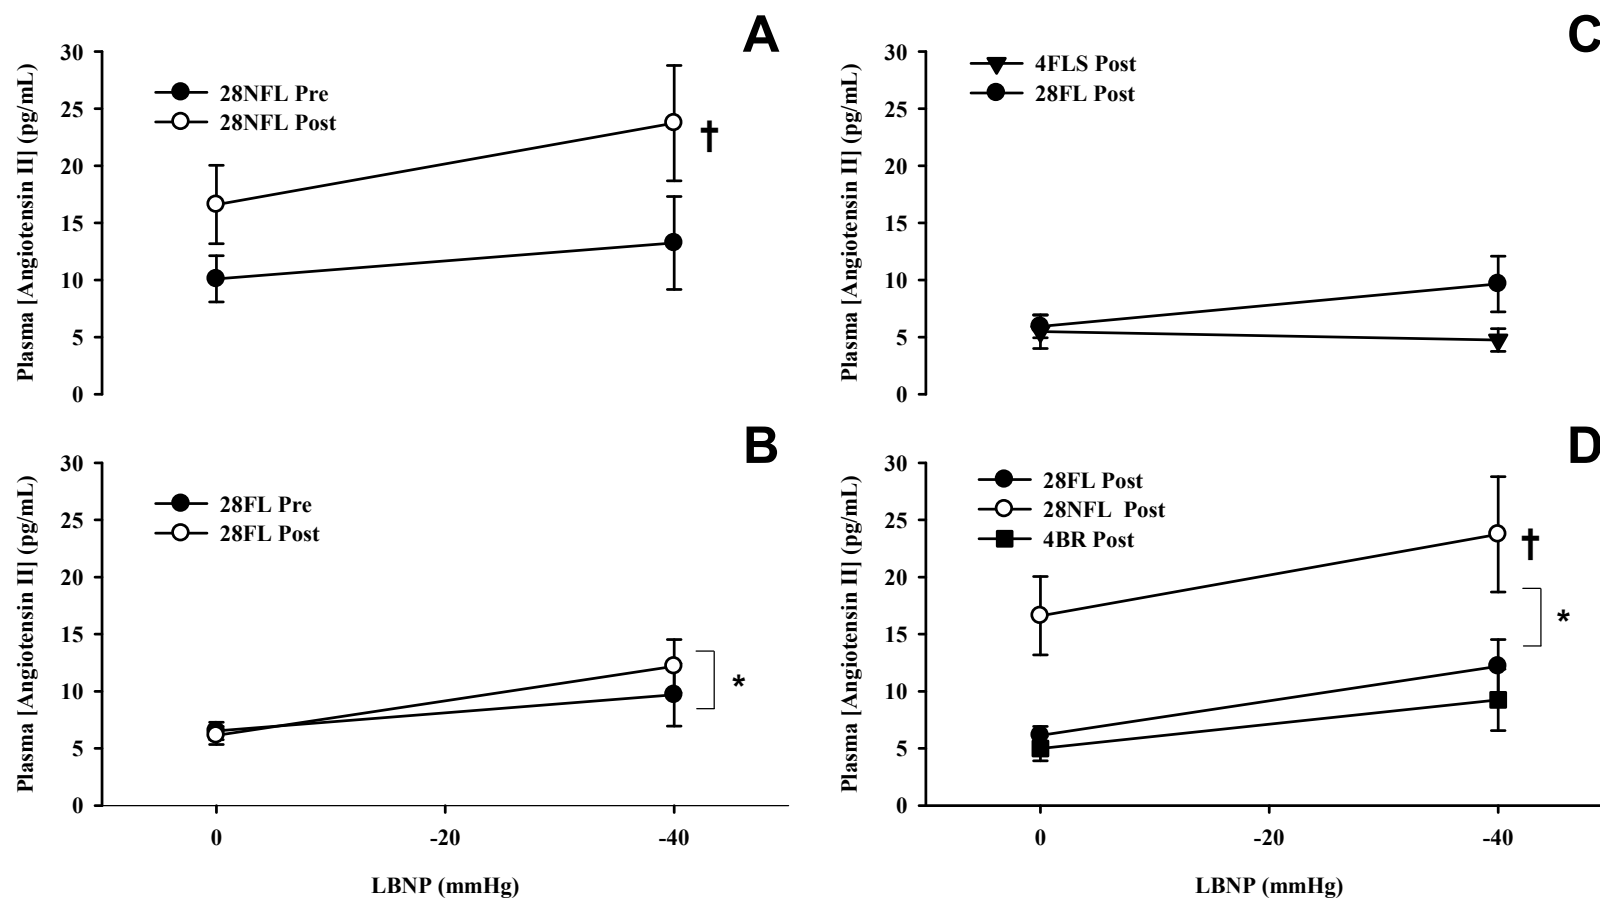 A
Plasma [Angiotensin II] (pg/mL)
30
25
20
15
10
5
0
28NFL Pre
28NFL Post
†
C
Plasma [Angiotensin II] (pg/mL)
30
25
20
15
10
5
0
4FLS Post
28FL Post
B
Plasma [Angiotensin II] (pg/mL)
30
25
20
15
10
5
0
28FL Pre
28FL Post
*
0 -20 -40
LBNP (mmHg)
D
Plasma [Angiotensin II] (pg/mL)
30
25
20
15
10
5
0
28FL Post
28NFL  Post
4BR Post
†
*
0 -20 -40
LBNP (mmHg)